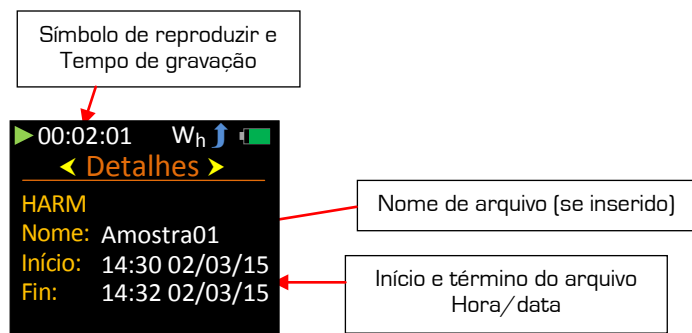 Símbolo de reproduzir e
Tempo de gravação
00:02:01 Wh
Detalhes
HARM
Nome: Amostra01
Início: 14:30 02/03/15
Fin: 14:32 02/03/15
Nome de arquivo (se inserido)
Início e término do arquivo
Hora/data